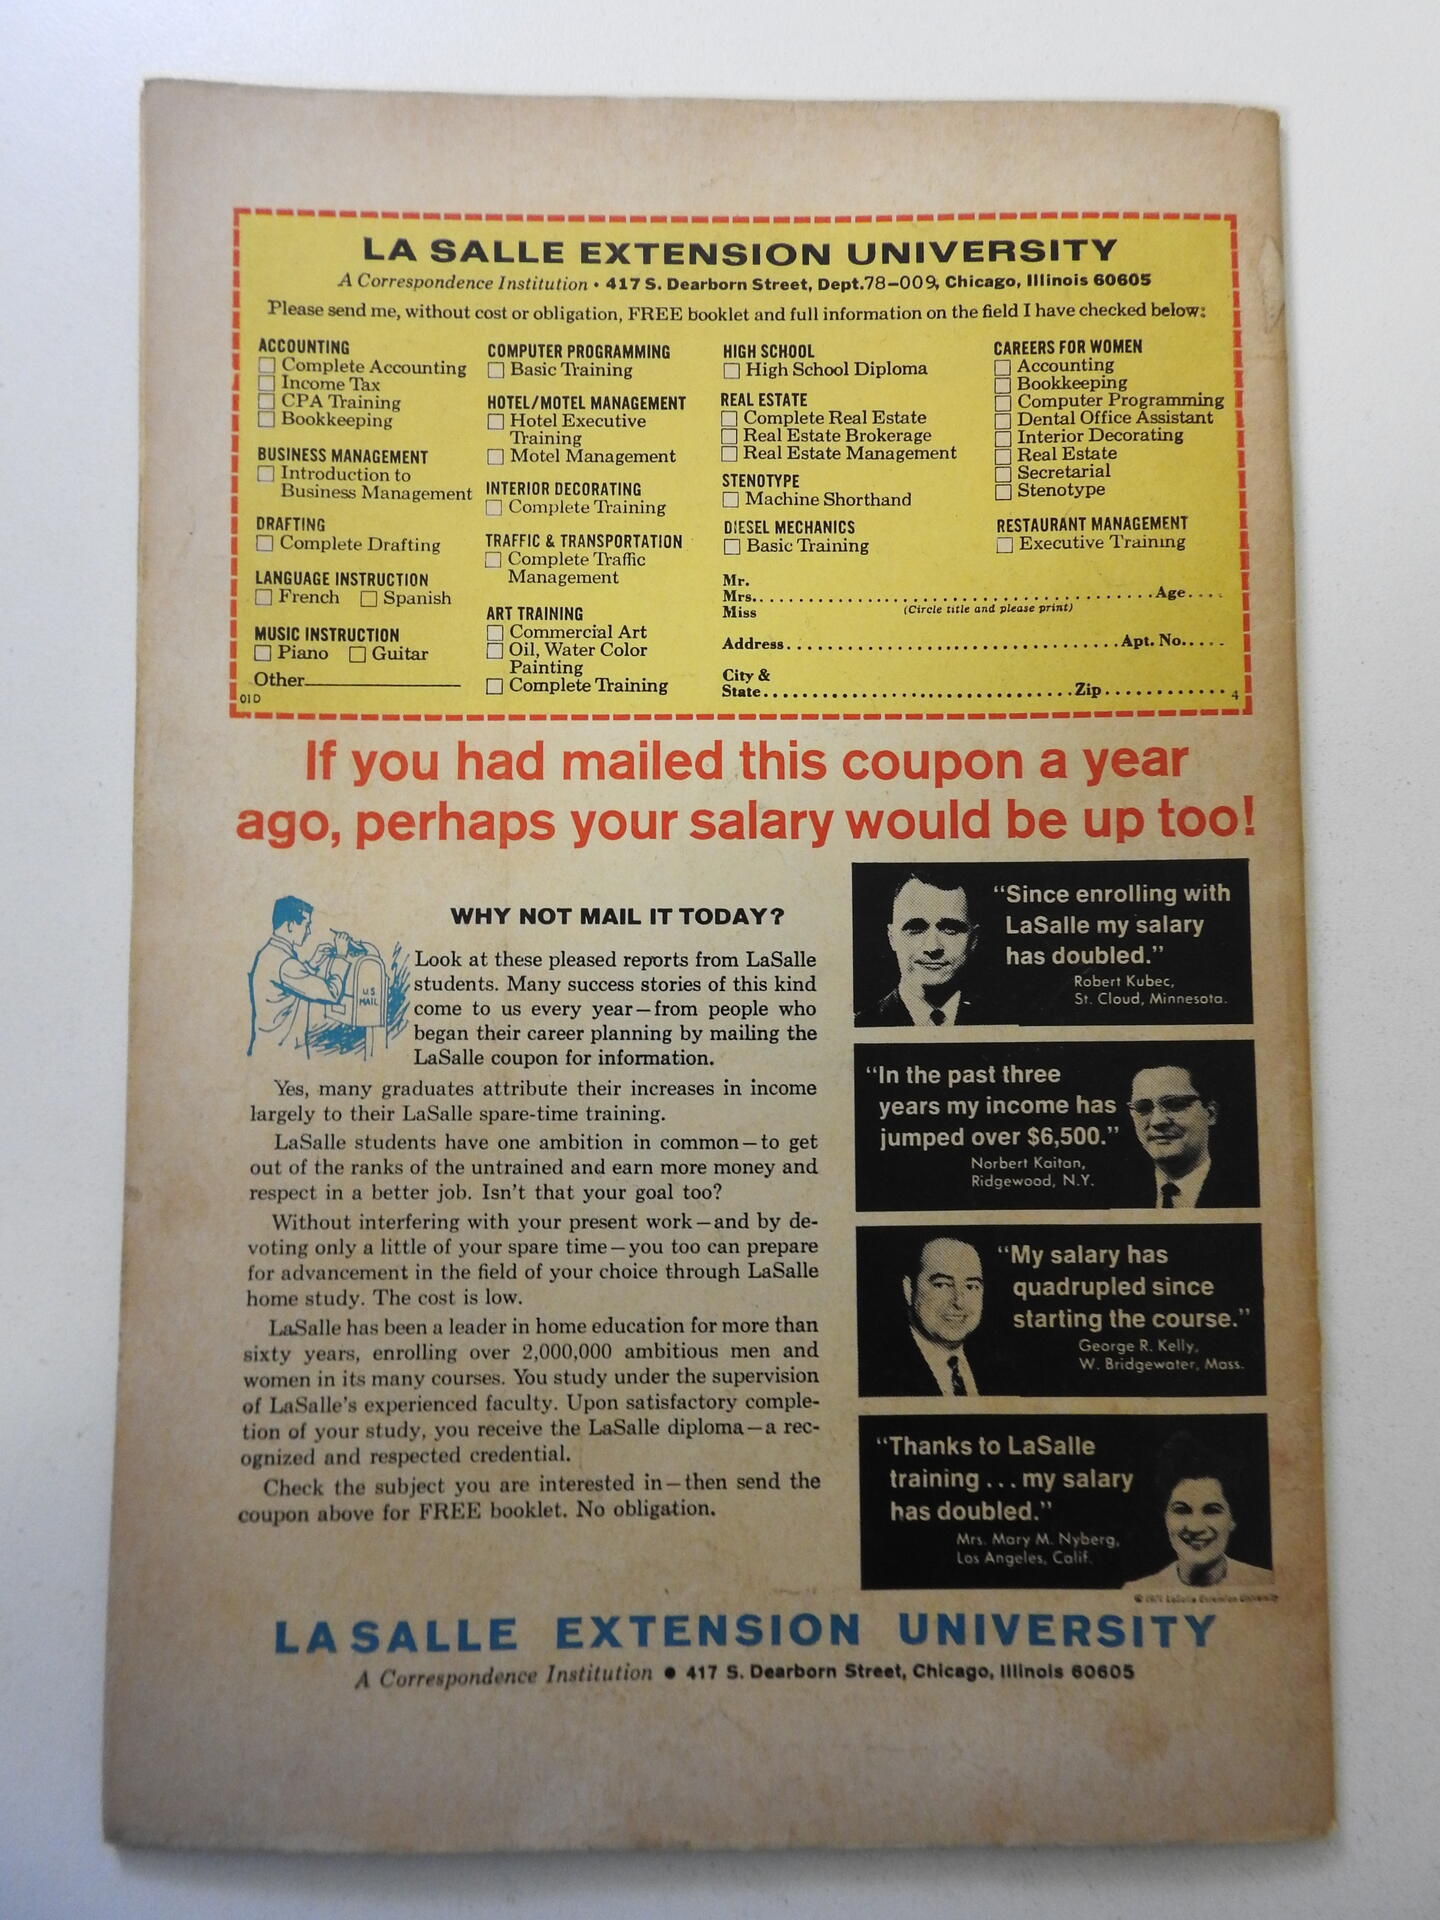 LA SALLE EXTENSION UNIVERSITY
A Correspondence Institution • 417 S. Dearborn Street, Dept.78-009, Chicago, Illinois 60605
Please send me, without cost or obligation, FREE booklet and full information on the field I have checked below:
ACCOUNTING
Complete Accounting
Income Tax
CPA Training
Bookkeeping
BUSINESS MANAGEMENT
Introduction to
Business Management
DRAFTING
Complete Drafting
LANGUAGE INSTRUCTION
French Spanish
MUSIC INSTRUCTION
Piano Guitar
Other
01D
COMPUTER PROGRAMMING
Basic Training
HOTEL/MOTEL MANAGEMENT
Hotel Executive
Training
Motel Management
INTERIOR DECORATING
Complete Training
TRAFFIC & TRANSPORTATION
Complete Traffic
Management
ART TRAINING
Commercial Art
Oil, Water Color
Painting
Complete Training
HIGH SCHOOL
High School Diploma
REAL ESTATE
Complete Real Estate
Real Estate Brokerage
Real Estate Management
STENOTYPE
Machine Shorthand
DIESEL MECHANICS
Basic Training
CAREERS FOR WOMEN
Accounting
Bookkeeping
Computer Programming
Dental Office Assistant
Interior Decorating
Real Estate
Secretarial
Stenotype
RESTAURANT MANAGEMENT
Executive Training
Mr.
Mrs. Age
Miss (Circle title and please print)
Address Apt. No.
City &
State Zip 4
If you had mailed this coupon a year
ago, perhaps your salary would be up too!
U.S.
MAIL
WHY NOT MAIL IT TODAY?
Look at these pleased reports from LaSalle
students. Many success stories of this kind
come to us every year—from people who
began their career planning by mailing the
LaSalle coupon for information.
Yes, many graduates attribute their increases in income
largely to their LaSalle spare-time training.
LaSalle students have one ambition in common—to get
out of the ranks of the untrained and earn more money and
respect in a better job. Isn't that your goal too?
Without interfering with your present work—and by de-
voting only a little of your spare time—you too can prepare
for advancement in the field of your choice through LaSalle
home study. The cost is low.
LaSalle has been a leader in home education for more than
sixty years, enrolling over 2,000,000 ambitious men and
women in its many courses. You study under the supervision
of LaSalle's experienced faculty. Upon satisfactory comple-
tion of your study, you receive the LaSalle diploma—a rec-
ognized and respected credential.
Check the subject you are interested in—then send the
coupon above for FREE booklet. No obligation.
"Since enrolling with
LaSalle my salary
has doubled."
Robert Kubec,
St. Cloud, Minnesota.
"In the past three
years my income has
jumped over $6,500."
Norbert Kaitan,
Ridgewood, N.Y.
"My salary has
quadrupled since
starting the course."
George R. Kelly,
W. Bridgewater, Mass.
"Thanks to LaSalle
training . . . my salary
has doubled."
Mrs. Mary M. Nyberg,
Los Angeles, Calif.
LaSalle Extension University
LASALLE EXTENSION UNIVERSITY
A Correspondence Institution • 417 S. Dearborn Street, Chicago, Illinois 60605